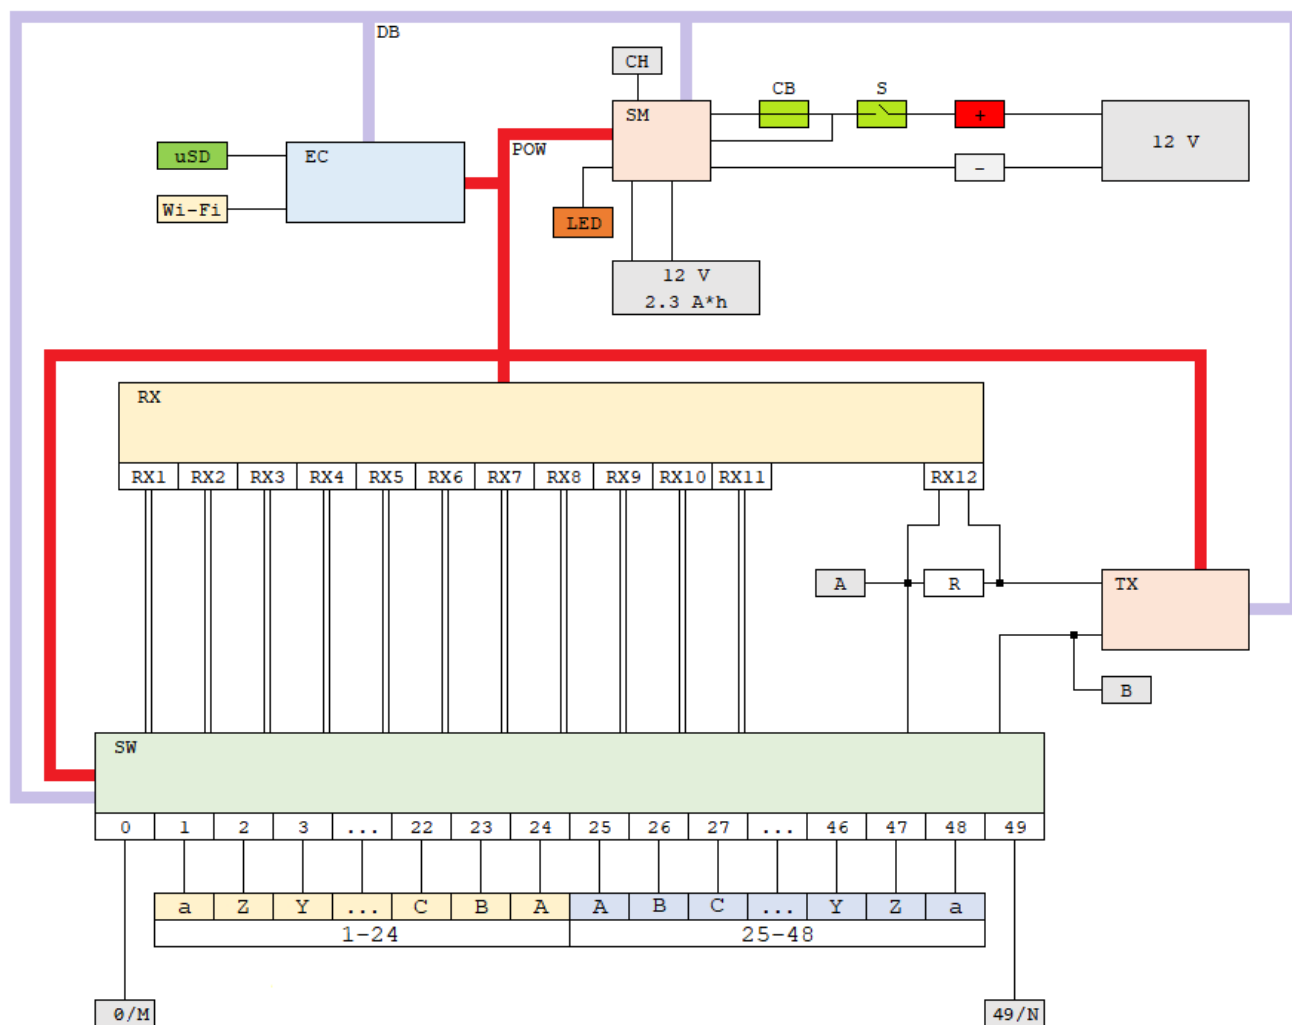 DB
CH
CB S
SM + 12 V
POW
uSD EC -
Wi-Fi
LED
12 V
2.3 A*h
RX
RX1 RX2 RX3 RX4 RX5 RX6 RX7 RX8 RX9 RX10 RX11 RX12
A R TX
B
SW
0 1 2 3 ... 22 23 24 25 26 27 ... 46 47 48 49
a Z Y ... C B A A B C ... Y Z a
1-24 25-48
0/M 49/N